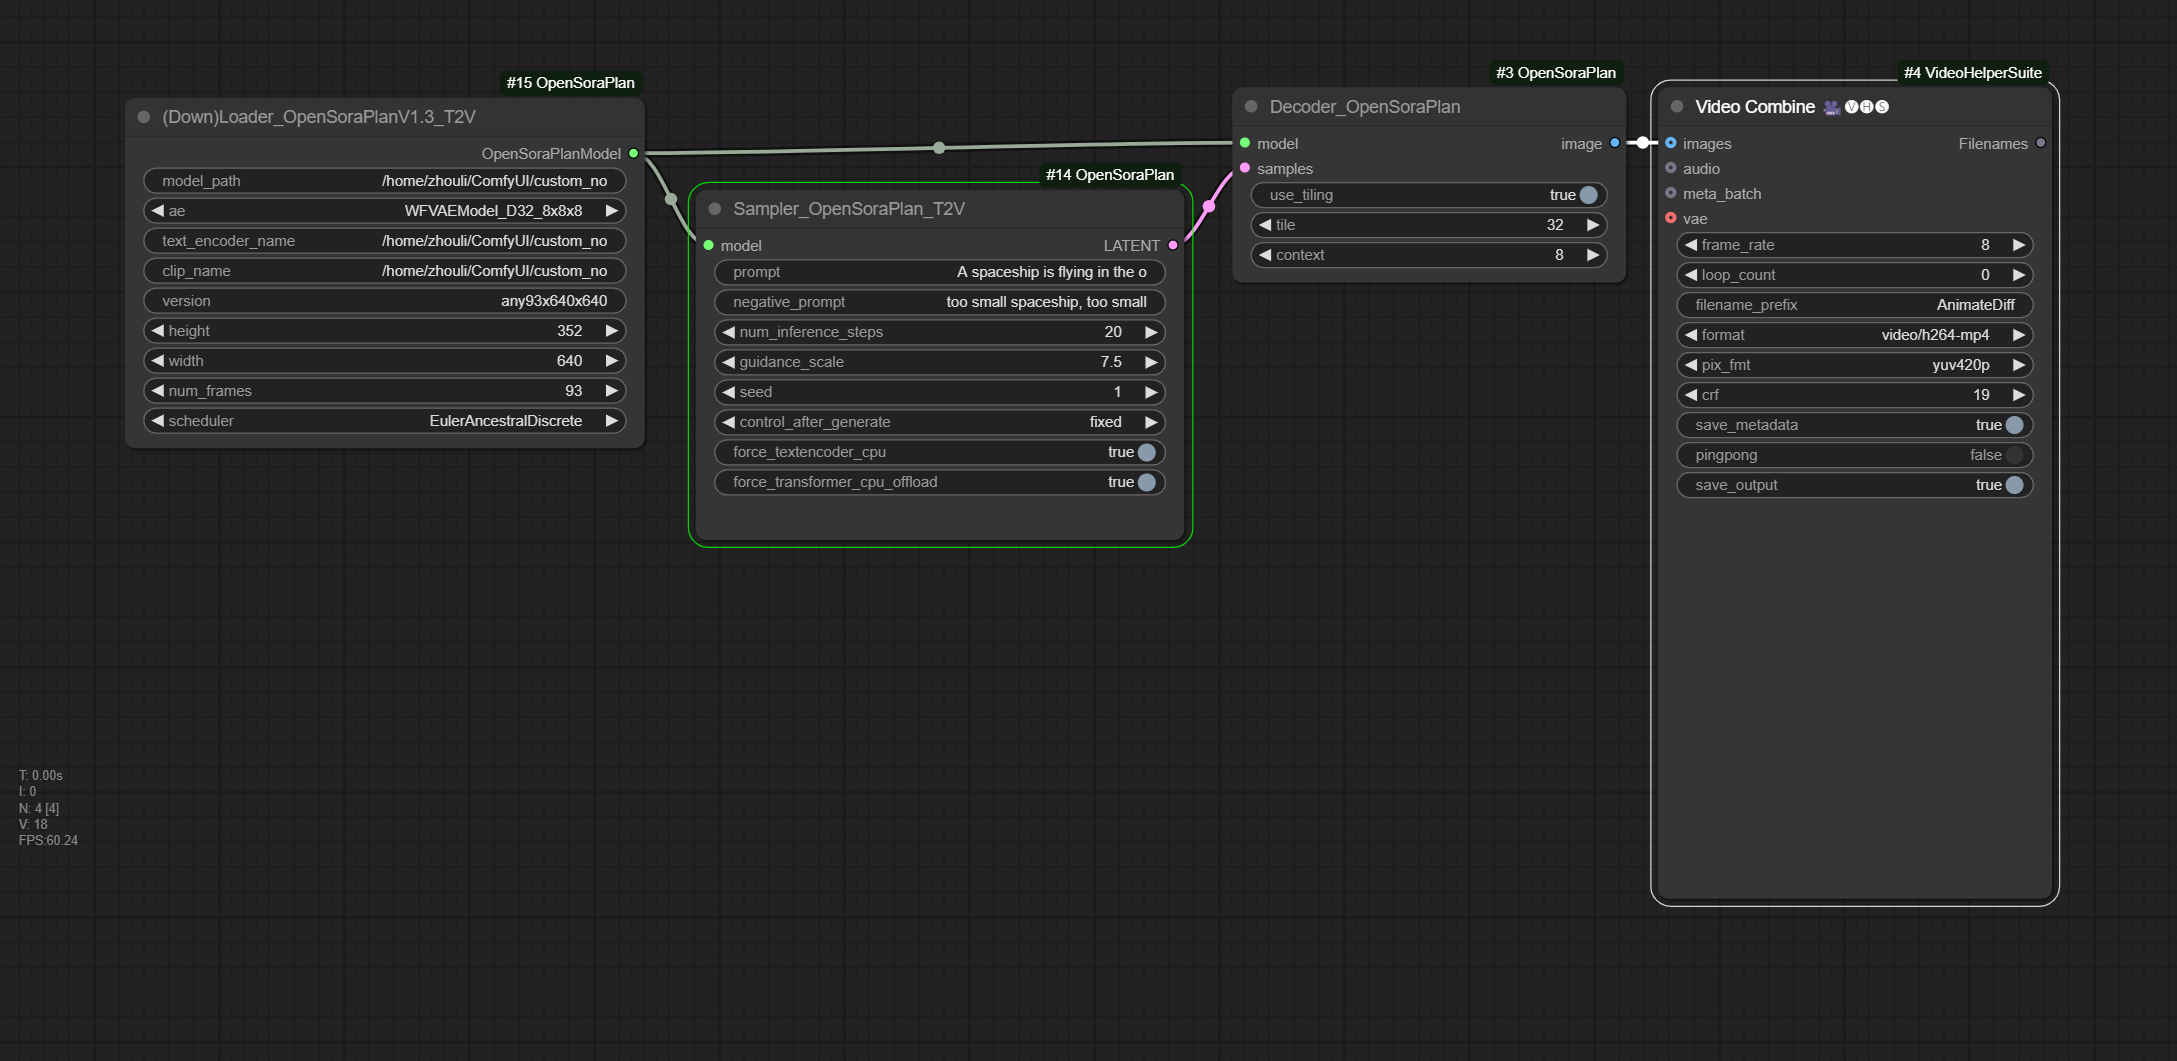 #15 OpenSoraPlan
(Down)Loader_OpenSoraPlanV1.3_T2V
OpenSoraPlanModel
model_path /home/zhouli/ComfyUI/custom_no
ae WFVAEModel_D32_8x8x8
text_encoder_name /home/zhouli/ComfyUI/custom_no
clip_name /home/zhouli/ComfyUI/custom_no
version any93x640x640
height 352
width 640
num_frames 93
scheduler EulerAncestralDiscrete
#14 OpenSoraPlan
Sampler_OpenSoraPlan_T2V
model LATENT
prompt A spaceship is flying in the o
negative_prompt too small spaceship, too small
num_inference_steps 20
guidance_scale 7.5
seed 1
control_after_generate fixed
force_textencoder_cpu true
force_transformer_cpu_offload true
#3 OpenSoraPlan
Decoder_OpenSoraPlan
model image
samples
use_tiling true
tile 32
context 8
#4 VideoHelperSuite
Video Combine 🎥🅥🅗🅢
images Filenames
audio
meta_batch
vae
frame_rate 8
loop_count 0
filename_prefix AnimateDiff
format video/h264-mp4
pix_fmt yuv420p
crf 19
save_metadata true
pingpong false
save_output true
T: 0.00s
I: 0
N: 4 [4]
V: 18
FPS:60.24